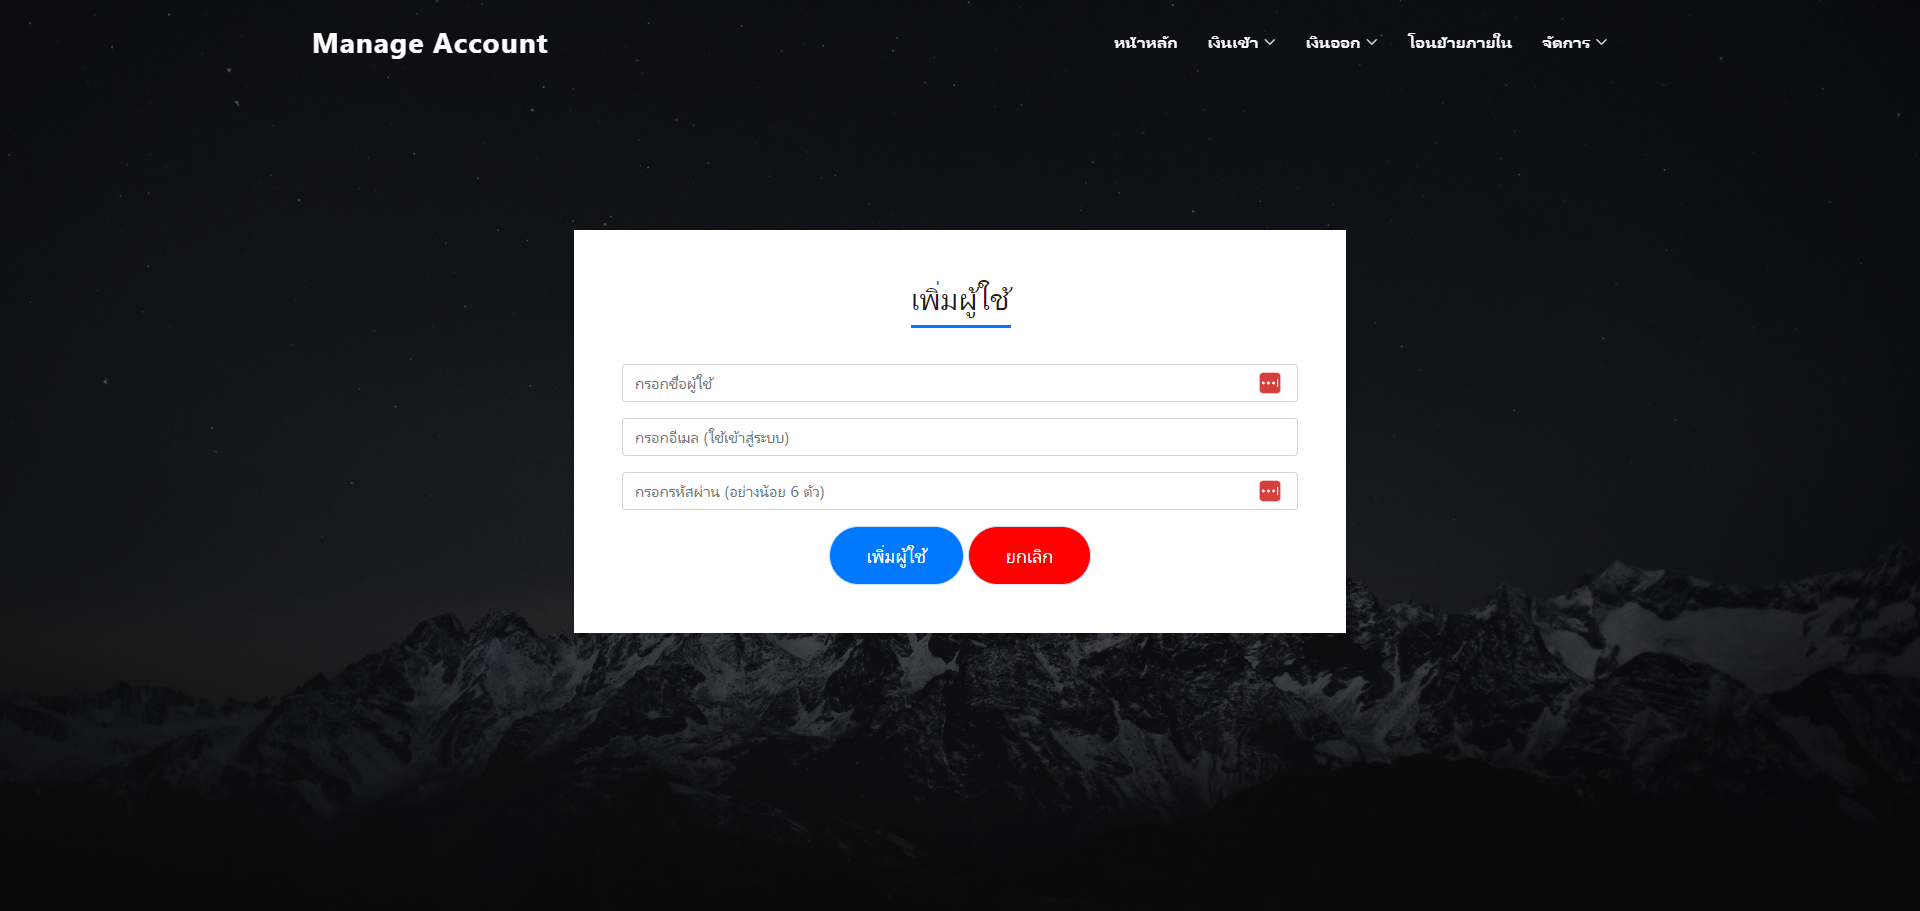 Manage Account
หน้าหลัก เงินเข้า เงินออก โอนย้ายภายใน จัดการ
เพิ่มผู้ใช้
กรอกชื่อผู้ใช้
กรอกอีเมล (ใช้เข้าสู่ระบบ)
กรอกรหัสผ่าน (อย่างน้อย 6 ตัว)
เพิ่มผู้ใช้ ยกเลิก